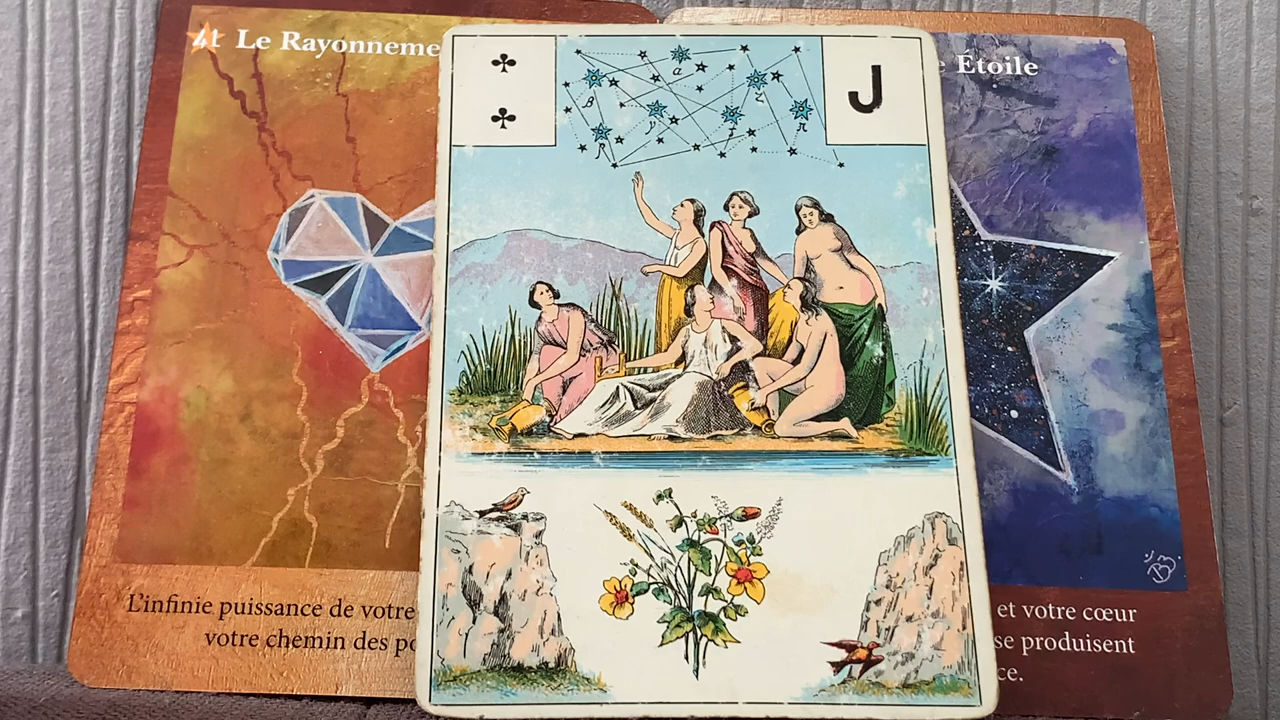 41 Le Rayonneme
J
Étoile
L'infinie puissance de votre
votre chemin des po
et votre cœur
se produisent
ce.